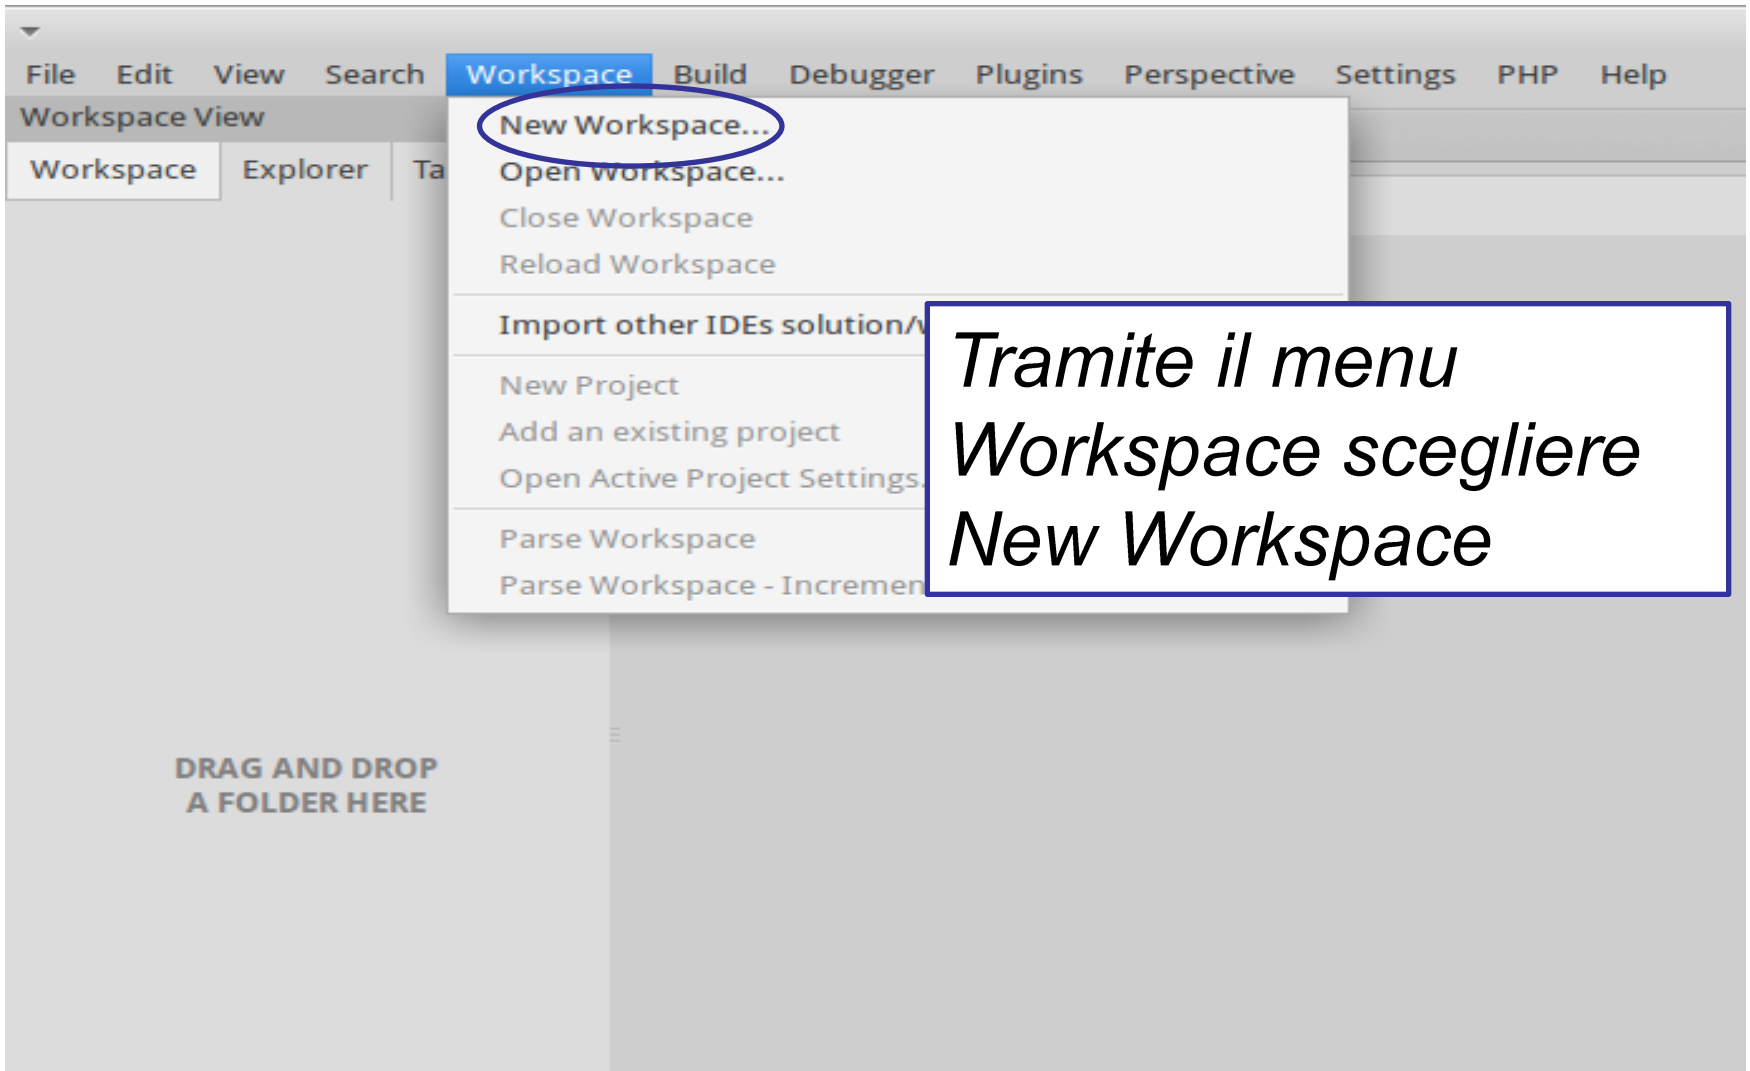 File Edit View Search Workspace Build Debugger Plugins Perspective Settings PHP Help
Workspace View
Workspace Explorer Ta
New Workspace...
Open Workspace...
Close Workspace
Reload Workspace
Import other IDEs solution/
New Project
Add an existing project
Open Active Project Settings.
Parse Workspace
Parse Workspace - Incremen
Tramite il menu
Workspace scegliere
New Workspace
DRAG AND DROP
A FOLDER HERE